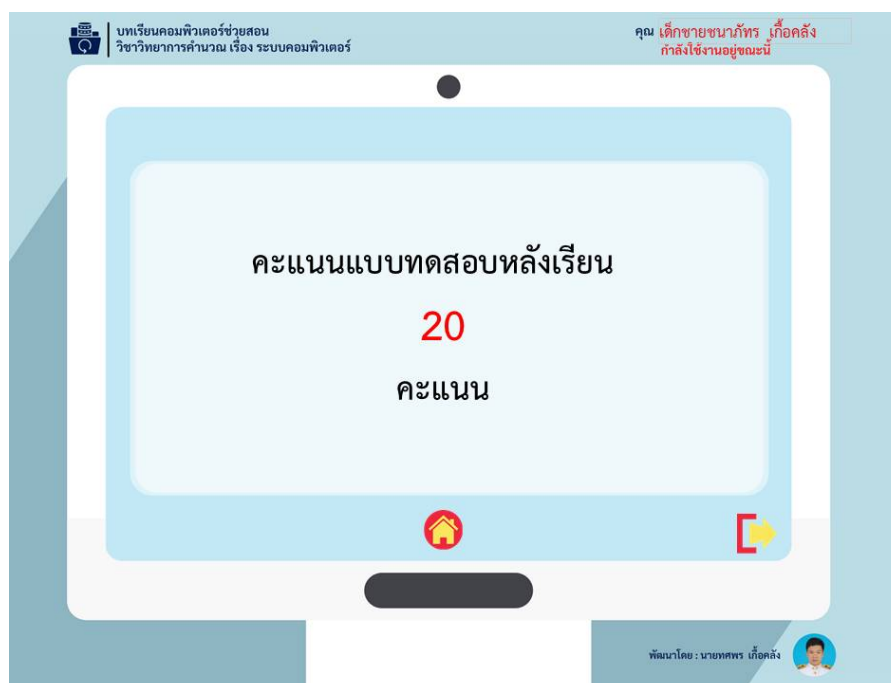 บทเรียนคอมพิวเตอร์ช่วยสอน
วิชาวิทยาการคำนวณ เรื่อง ระบบคอมพิวเตอร์
คุณ เด็กชายชนาภัทร เกื้อคลัง
กำลังใช้งานอยู่ขณะนี้
คะแนนแบบทดสอบหลังเรียน
20
คะแนน
พัฒนาโดย : นายทศพร เกื้อคลัง